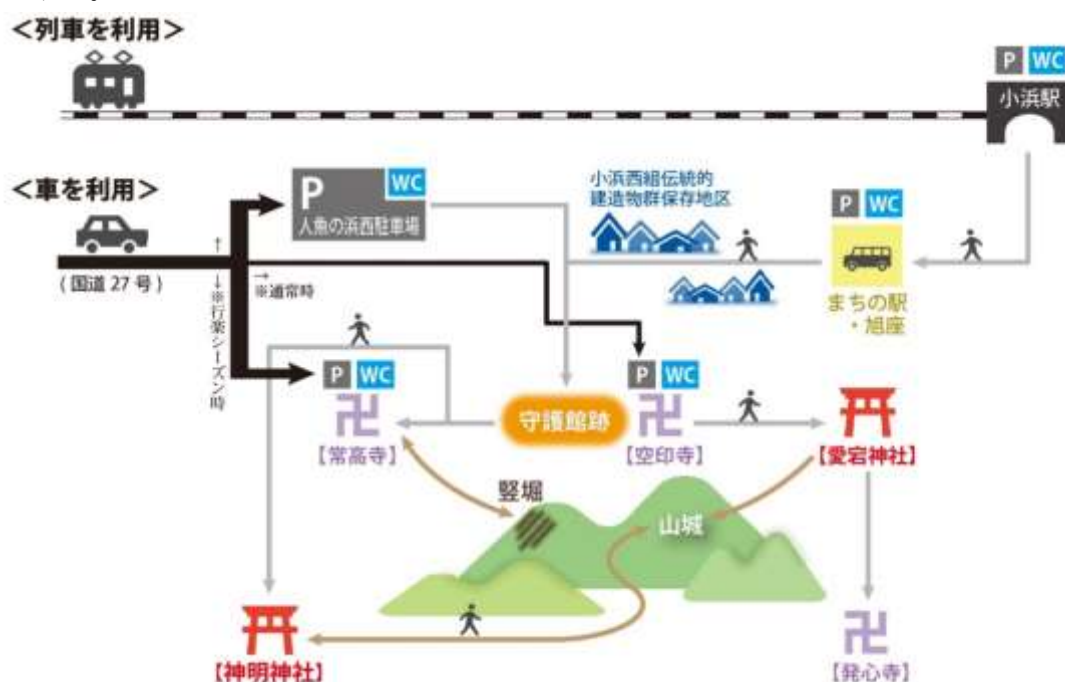 ＜列車を利用＞
P WC
小浜駅
＜車を利用＞
P WC
人魚の浜西駐車場
小浜西組伝統的
建造物群保存地区
P WC
まちの駅
・旭座
(国道27号)
↑
↓※行楽シーズン時
→
※通常時
P WC
卍
【常高寺】
守護館跡
P WC
卍
【空印寺】
【愛宕神社】
竪堀
山城
【神明神社】
卍
【発心寺】